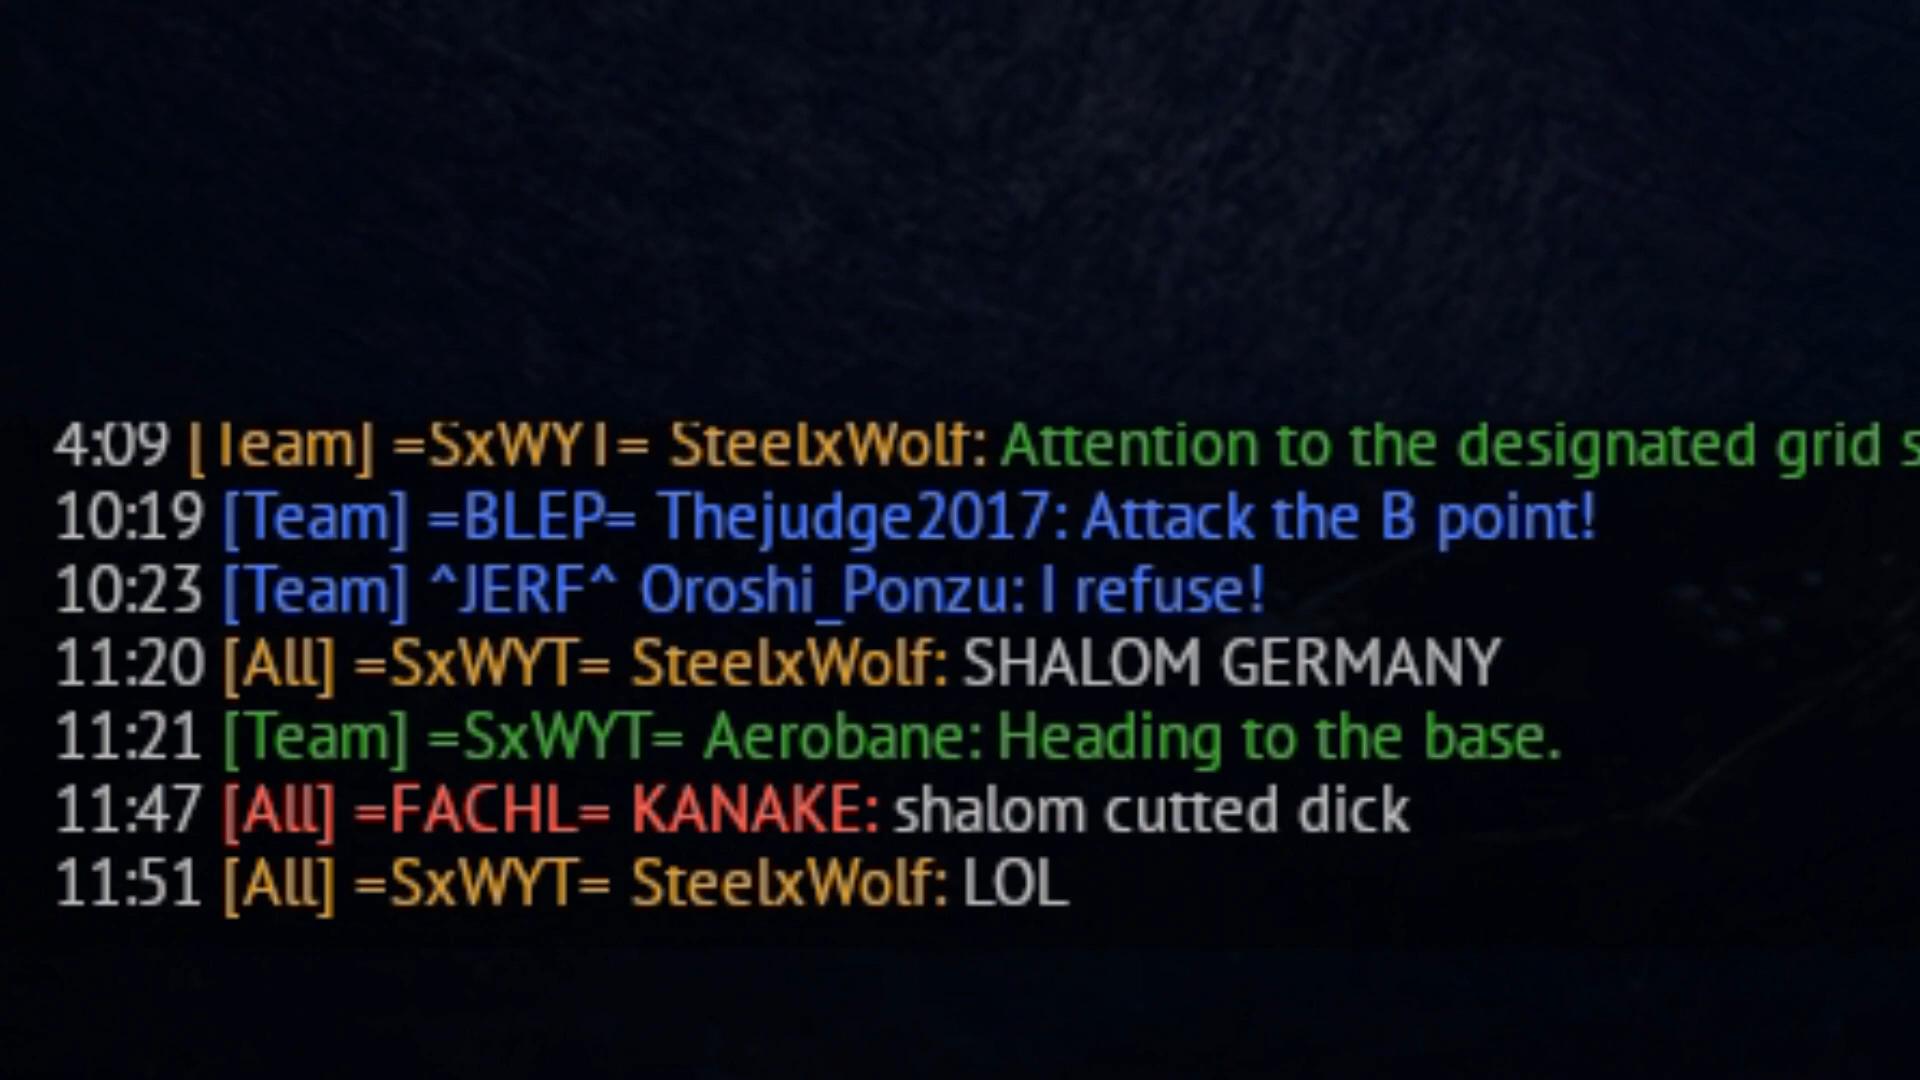 4:09 [Team] =SxWYT= SteelxWolf: Attention to the designated grid s
10:19 [Team] =BLEP= Thejudge2017: Attack the B point!
10:23 [Team] ^JERF^ Oroshi_Ponzu: I refuse!
11:20 [All] =SxWYT= SteelxWolf: SHALOM GERMANY
11:21 [Team] =SxWYT= Aerobane: Heading to the base.
11:47 [All] =FACHL= KANAKE: shalom cutted dick
11:51 [All] =SxWYT= SteelxWolf: LOL